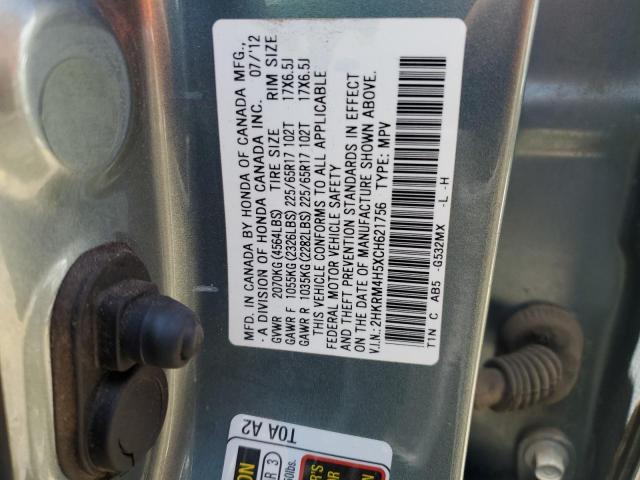 MFD. IN CANADA BY HONDA OF CANADA MFG.,
A DIVISION OF HONDA CANADA INC. 07/'12
GVWR 2070KG(4564LBS) TIRE SIZE RIM SIZE
GAWR F 1055KG(2326LBS) 225/65R17 102T 17X6.5J
GAWR R 1035KG(2282LBS) 225/65R17 102T 17X6.5J
THIS VEHICLE CONFORMS TO ALL APPLICABLE
FEDERAL MOTOR VEHICLE SAFETY
AND THEFT PREVENTION STANDARDS IN EFFECT
ON THE DATE OF MANUFACTURE SHOWN ABOVE.
V.I.N.: 2HKRM4H5XCH621756 TYPE: MPV
T1N C AB5 -G532MX -L -H
T0A A2